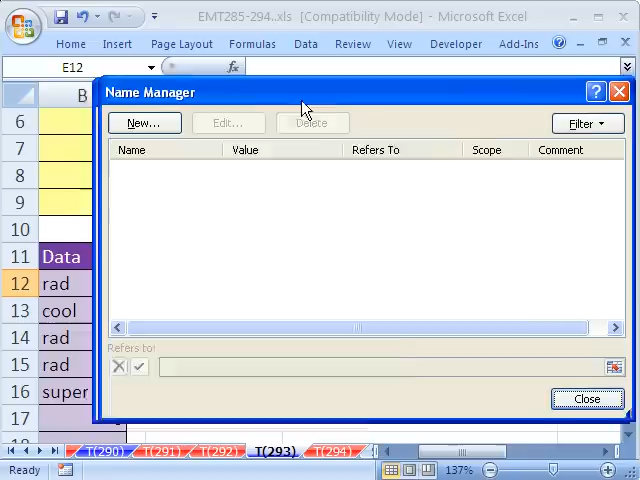 EMT285-294..xls [Compatibility Mode] - Microsoft Excel
Home Insert Page Layout Formulas Data Review View Developer Add-Ins
E12 fx
B
Name Manager
New... Edit... Delete Filter
Name Value Refers To Scope Comment
6
7
8
9
10
11 Data
12 rad
13 cool
14 rad
15 rad
16 super
17
Refers to:
Close
T(290) T(291) T(292) T(293) T(294)
Ready 137%